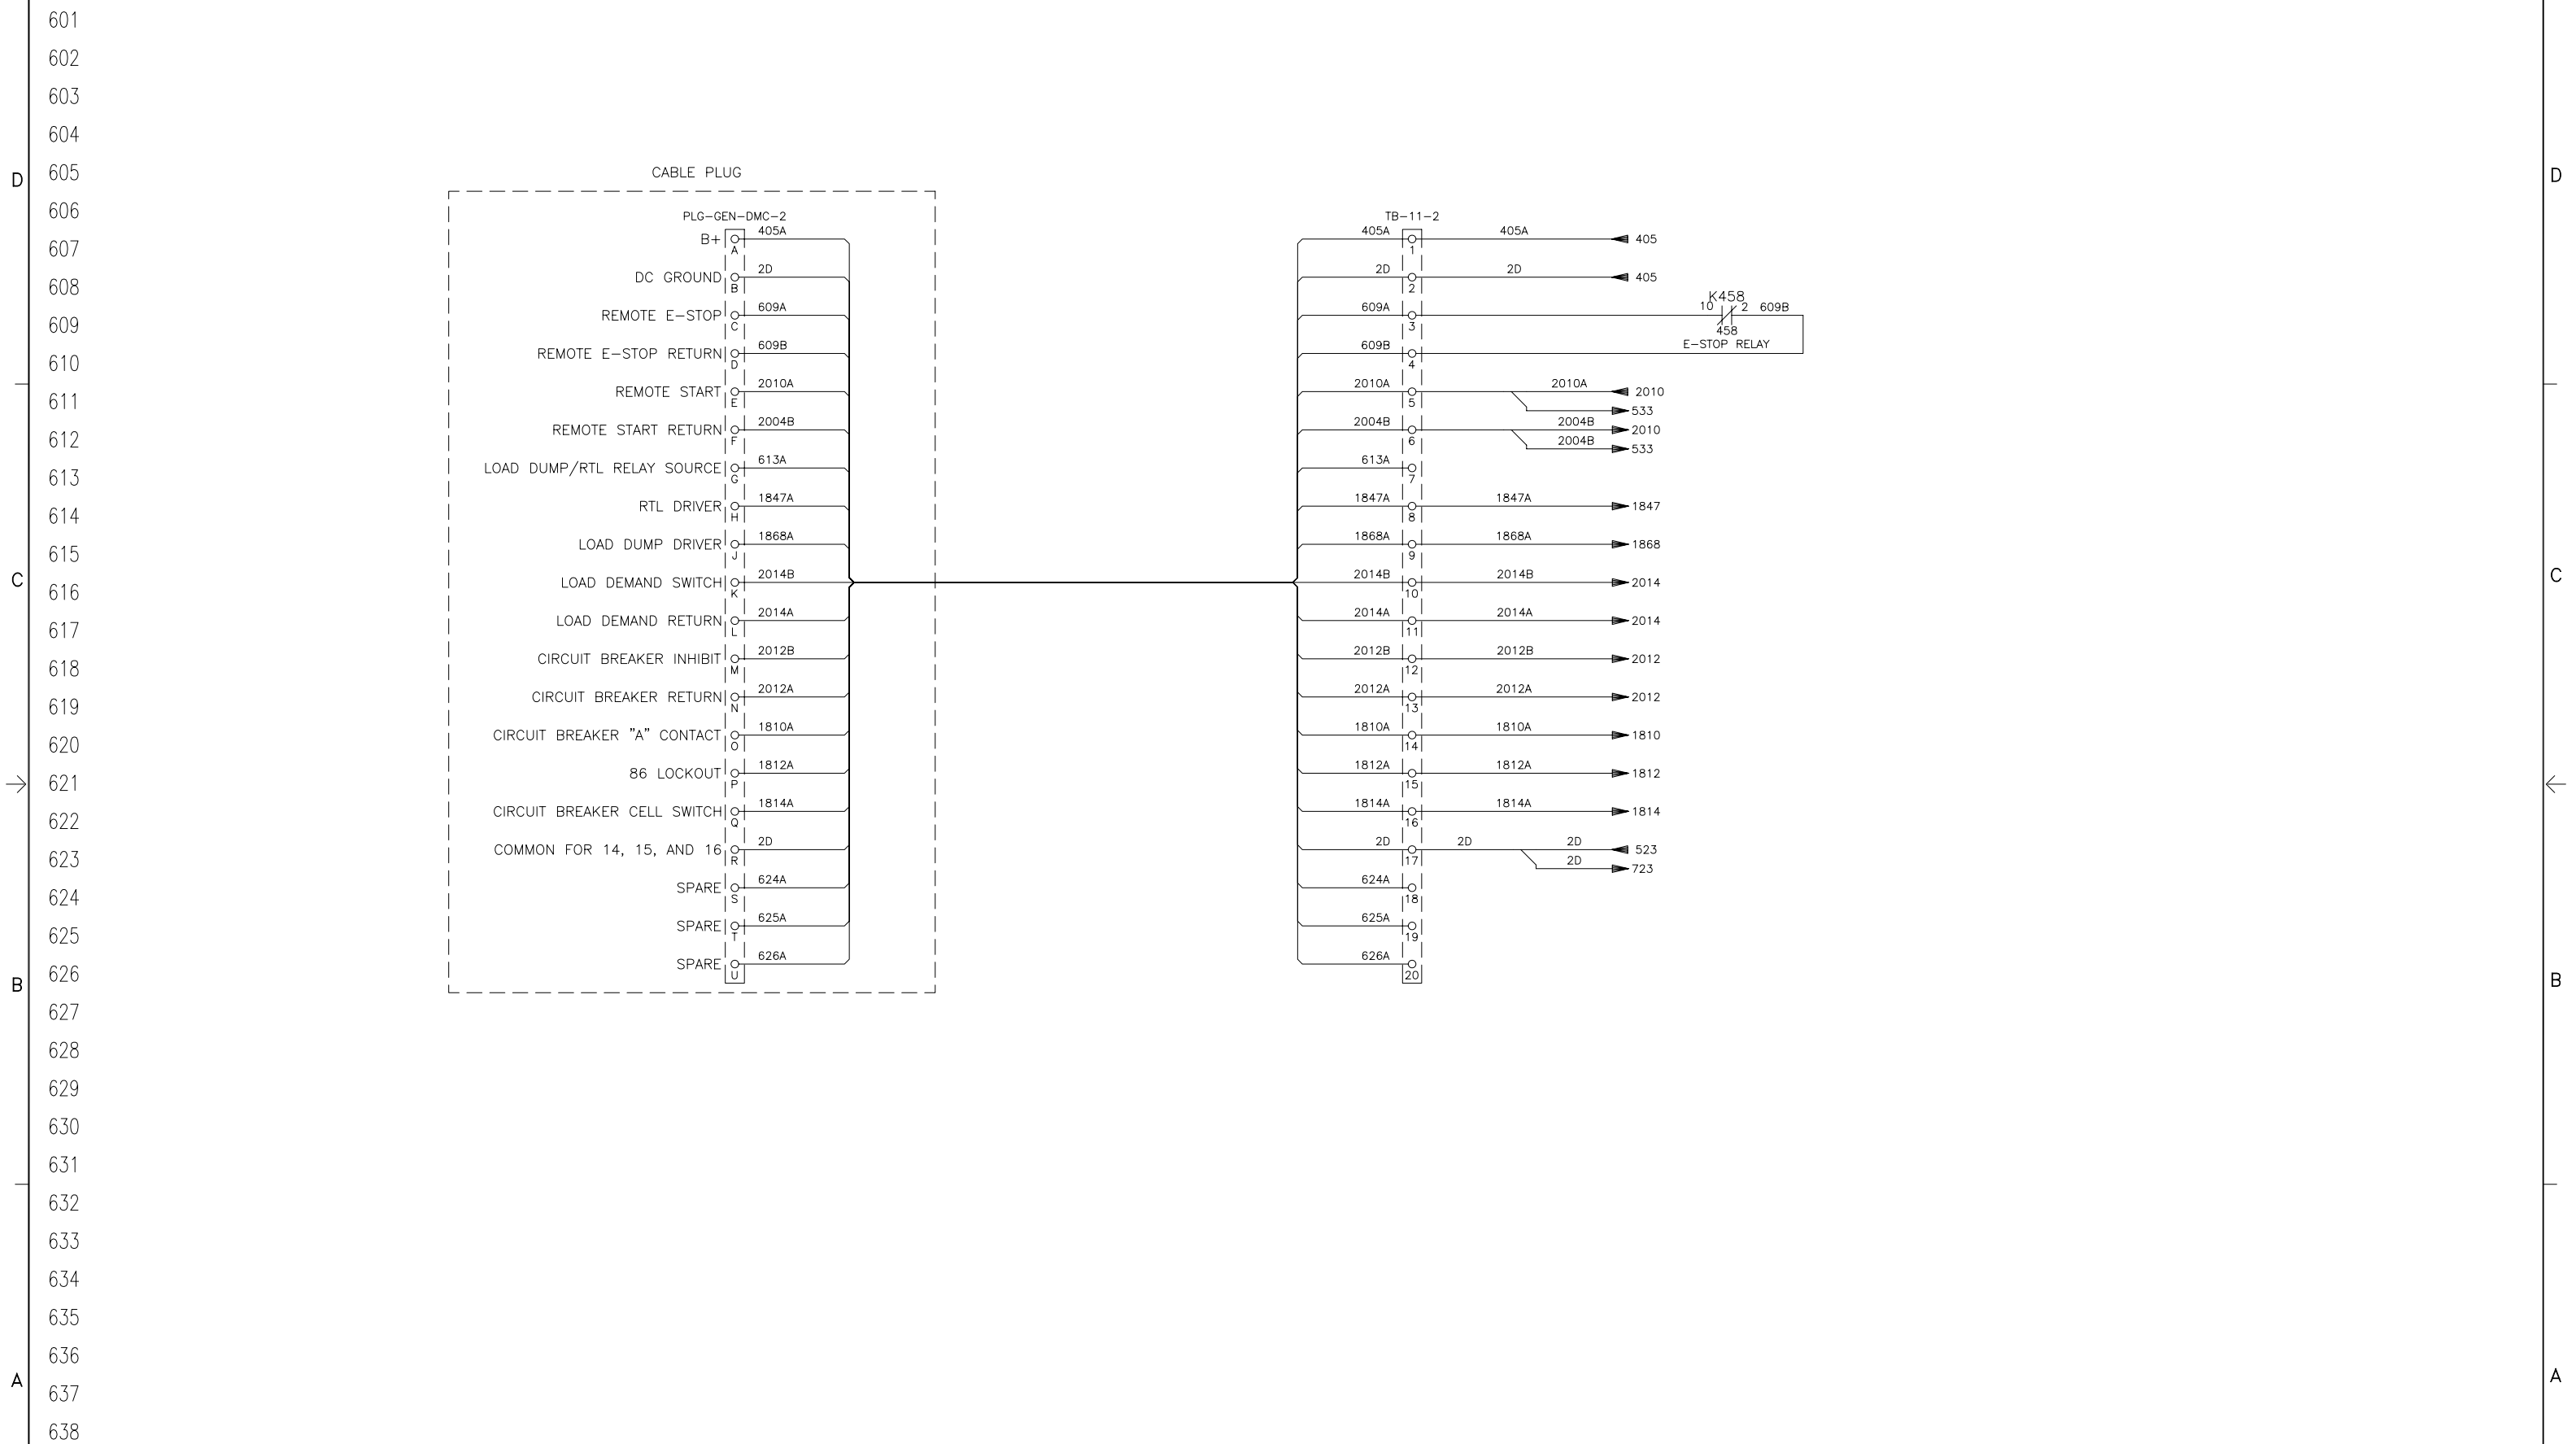 601
602
603
604
605
D
D
CABLE PLUG
606
PLG-GEN-DMC-2
TB-11-2
607
B+ A 405A
405A 1 405A 405
608
DC GROUND B 2D
2D 2 2D 405
609
REMOTE E-STOP C 609A
609A 3
K458
10 2 609B
458
E-STOP RELAY
610
REMOTE E-STOP RETURN D 609B
609B 4
611
REMOTE START E 2010A
2010A 5 2010A 2010
533
612
REMOTE START RETURN F 2004B
2004B 6 2004B 2010
2004B 533
613
LOAD DUMP/RTL RELAY SOURCE G 613A
613A 7
614
RTL DRIVER H 1847A
1847A 8 1847A 1847
615
LOAD DUMP DRIVER J 1868A
1868A 9 1868A 1868
C
C
616
LOAD DEMAND SWITCH K 2014B
2014B 10 2014B 2014
617
LOAD DEMAND RETURN L 2014A
2014A 11 2014A 2014
618
CIRCUIT BREAKER INHIBIT M 2012B
2012B 12 2012B 2012
619
CIRCUIT BREAKER RETURN N 2012A
2012A 13 2012A 2012
620
CIRCUIT BREAKER "A" CONTACT O 1810A
1810A 14 1810A 1810
621
86 LOCKOUT P 1812A
1812A 15 1812A 1812
622
CIRCUIT BREAKER CELL SWITCH Q 1814A
1814A 16 1814A 1814
623
COMMON FOR 14, 15, AND 16 R 2D
2D 17 2D 2D 523
2D 723
624
SPARE S 624A
624A 18
625
SPARE T 625A
625A 19
626
SPARE U 626A
626A 20
B
B
627
628
629
630
631
632
633
634
635
636
A
A
637
638